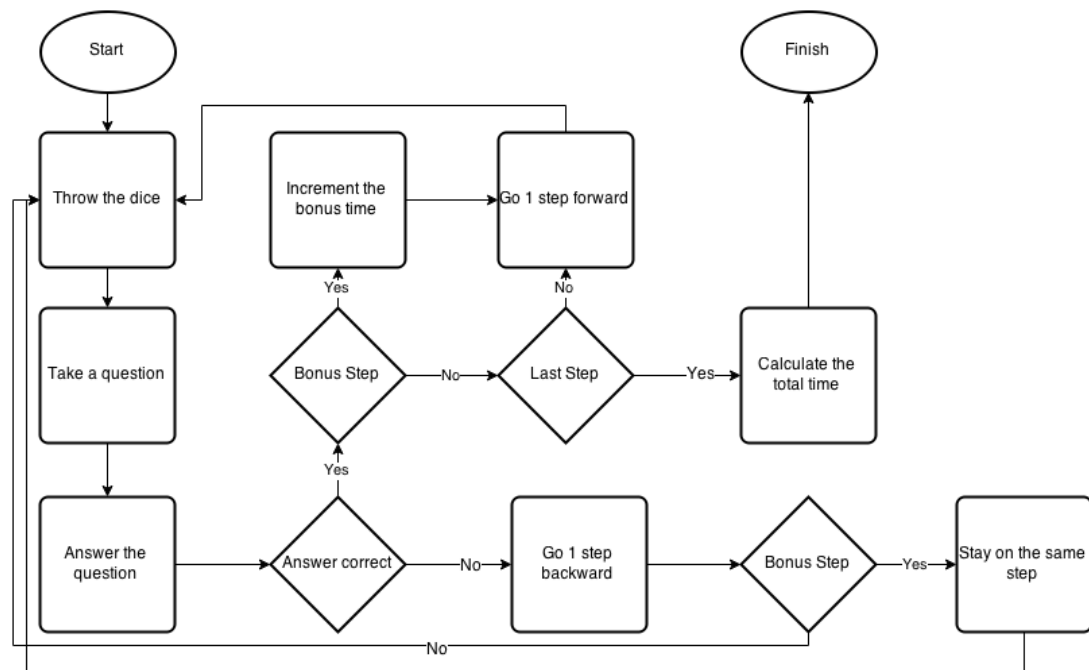 Start
Finish
Throw the dice
Increment the
bonus time
Go 1 step forward
Yes
No
Take a question
Bonus Step
No
Last Step
Yes
Calculate the
total time
Yes
Answer the
question
Answer correct
No
Go 1 step
backward
Bonus Step
Yes
Stay on the same
step
No